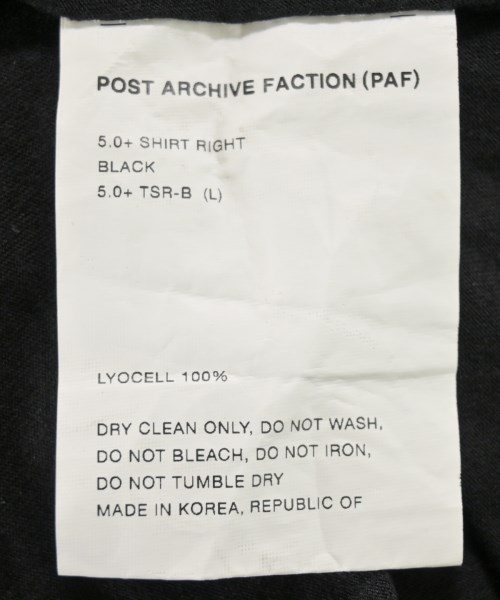 POST ARCHIVE FACTION (PAF)
5.0+ SHIRT RIGHT
BLACK
5.0+ TSR-B (L)
LYOCELL 100%
DRY CLEAN ONLY, DO NOT WASH,
DO NOT BLEACH, DO NOT IRON,
DO NOT TUMBLE DRY
MADE IN KOREA, REPUBLIC OF